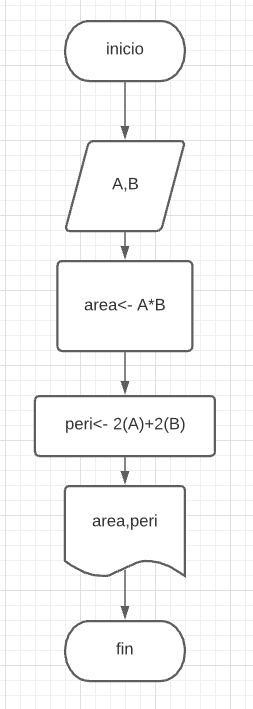 inicio
A,B
area<- A*B
peri<- 2(A)+2(B)
area,peri
fin